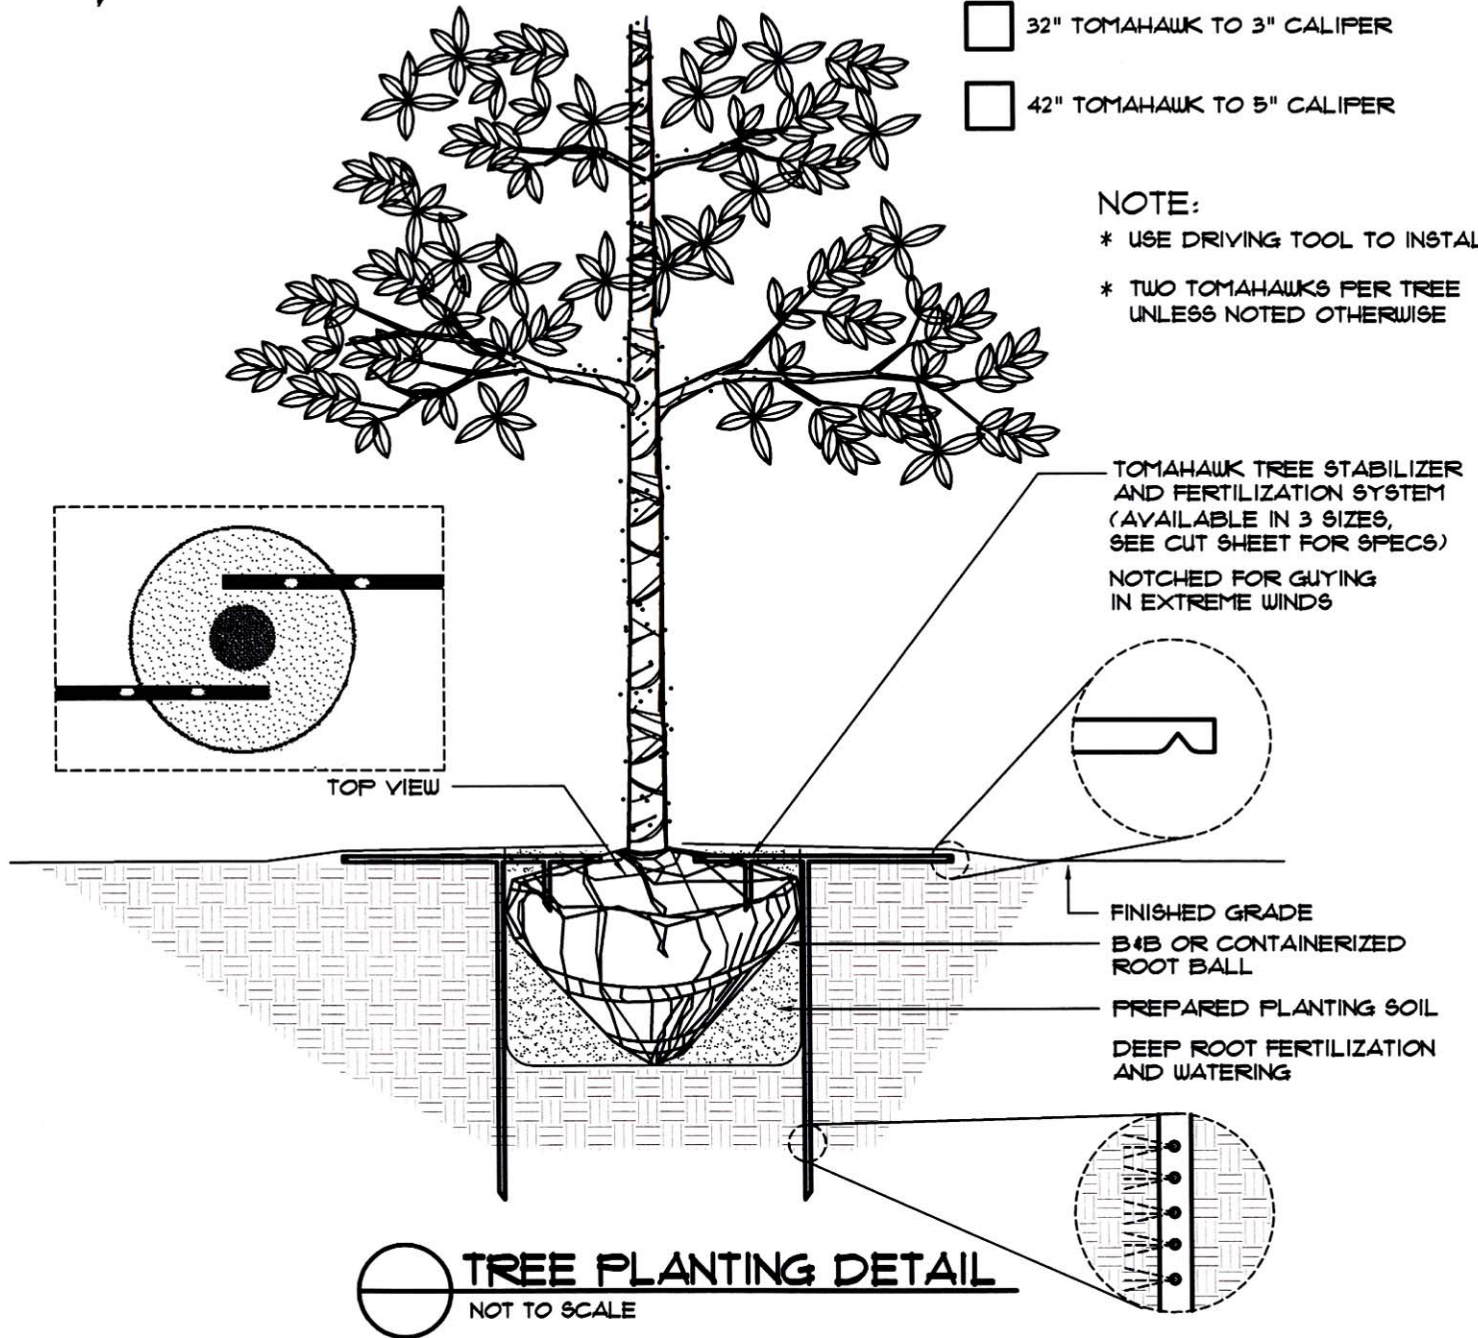 32" TOMAHAWK TO 3" CALIPER
42" TOMAHAWK TO 5" CALIPER
NOTE:
* USE DRIVING TOOL TO INSTAL
* TWO TOMAHAWKS PER TREE
UNLESS NOTED OTHERWISE
TOMAHAWK TREE STABILIZER
AND FERTILIZATION SYSTEM
(AVAILABLE IN 3 SIZES,
SEE CUT SHEET FOR SPECS)
NOTCHED FOR GUYING
IN EXTREME WINDS
TOP VIEW
FINISHED GRADE
B&B OR CONTAINERIZED
ROOT BALL
PREPARED PLANTING SOIL
DEEP ROOT FERTILIZATION
AND WATERING
TREE PLANTING DETAIL
NOT TO SCALE